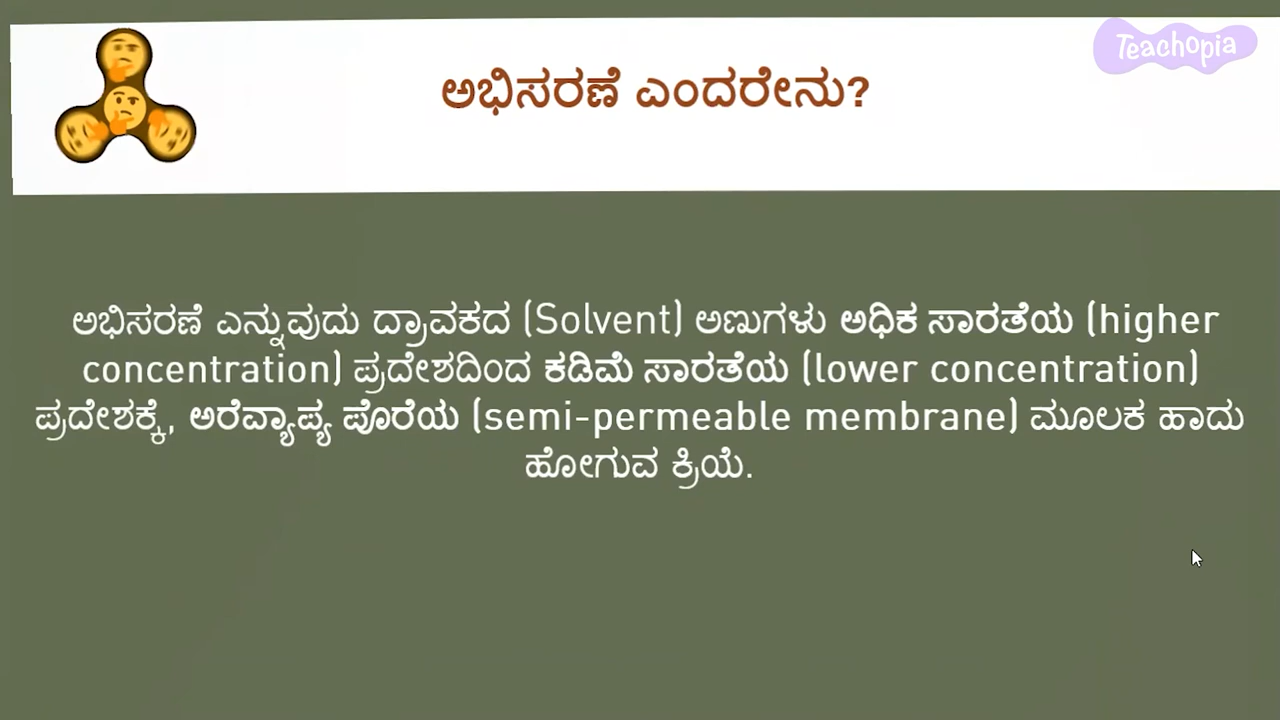 Teachopia
ಅಭಿಸರಣೆ ಎಂದರೇನು?
ಅಭಿಸರಣೆ ಎನ್ನುವುದು ದ್ರಾವಕದ (Solvent) ಅಣುಗಳು ಅಧಿಕ ಸಾರತೆಯ (higher
concentration) ಪ್ರದೇಶದಿಂದ ಕಡಿಮೆ ಸಾರತೆಯ (lower concentration)
ಪ್ರದೇಶಕ್ಕೆ, ಅರೆವ್ಯಾಪ್ಯ ಪೊರೆಯ (semi-permeable membrane) ಮೂಲಕ ಹಾದು
ಹೋಗುವ ಕ್ರಿಯೆ.